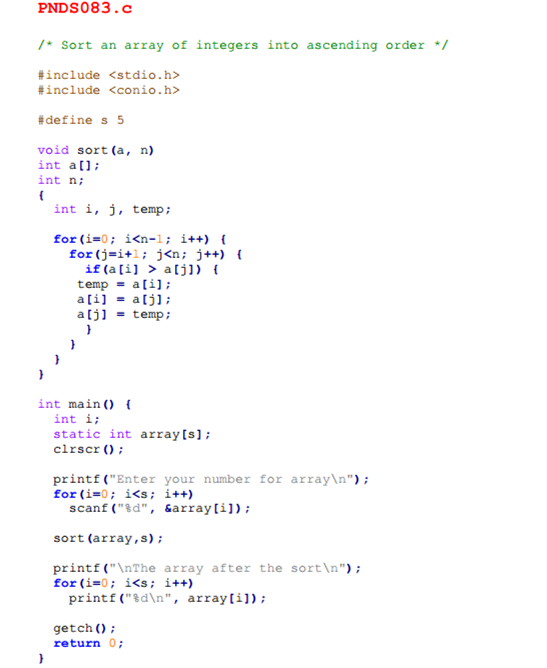 PNDS083.c
/* Sort an array of integers into ascending order */
#include <stdio.h>
#include <conio.h>
#define s 5
void sort(a, n)
int a[];
int n;
{
int i, j, temp;
for(i=0; i<n-1; i++) {
for(j=i+1; j<n; j++) {
if(a[i] > a[j]) {
temp = a[i];
a[i] = a[j];
a[j] = temp;
}
}
}
}
int main() {
int i;
static int array[s];
clrscr();
printf("Enter your number for array\n");
for(i=0; i<s; i++)
scanf("%d", &array[i]);
sort(array,s);
printf("\nThe array after the sort\n");
for(i=0; i<s; i++)
printf("%d\n", array[i]);
getch();
return 0;
}